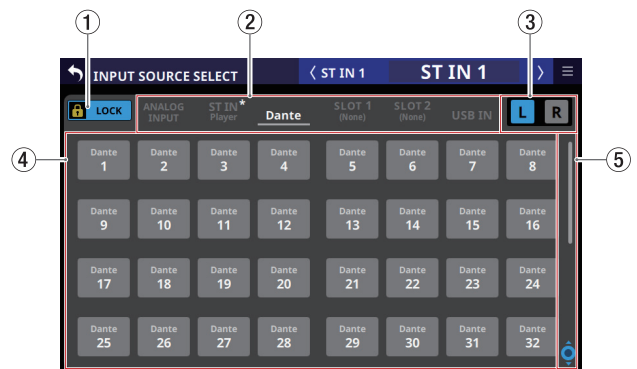 1
2
3
INPUT SOURCE SELECT
ST IN 1
ST IN 1
LOCK
ANALOG INPUT
ST IN* Player
Dante
SLOT 1 (None)
SLOT 2 (None)
USB IN
L
R
4
5
Dante Dante Dante Dante Dante Dante Dante Dante
1 2 3 4 5 6 7 8
Dante Dante Dante Dante Dante Dante Dante Dante
9 10 11 12 13 14 15 16
Dante Dante Dante Dante Dante Dante Dante Dante
17 18 19 20 21 22 23 24
Dante Dante Dante Dante Dante Dante Dante Dante
25 26 27 28 29 30 31 32